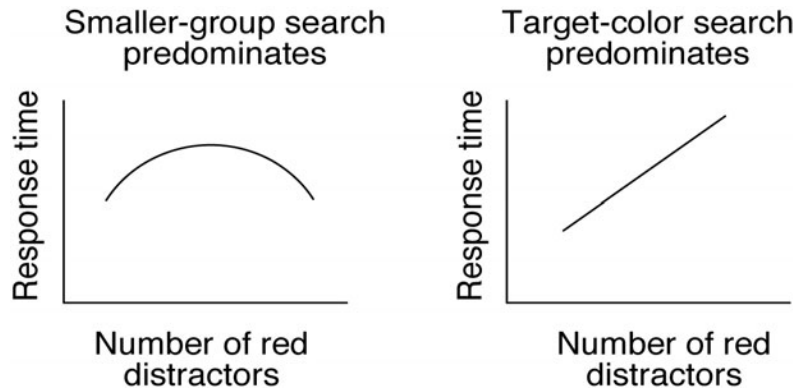 Smaller-group search
predominates
Response time
Number of red
distractors
Target-color search
predominates
Response time
Number of red
distractors